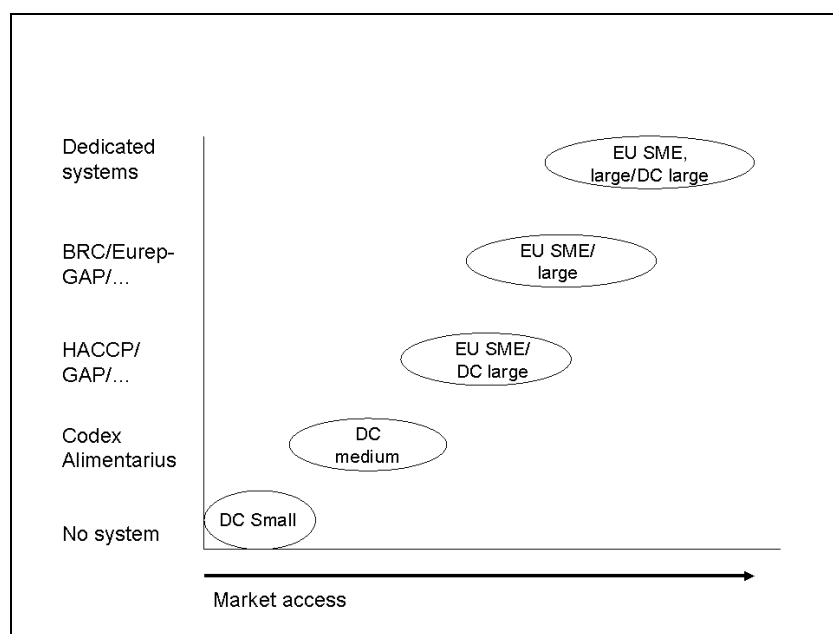 Dedicated
systems
EU SME,
large/DC large
BRC/Eurep-
GAP/...
EU SME/
large
HACCP/
GAP/...
EU SME/
DC large
Codex
Alimentarius
DC
medium
No system
DC Small
Market access